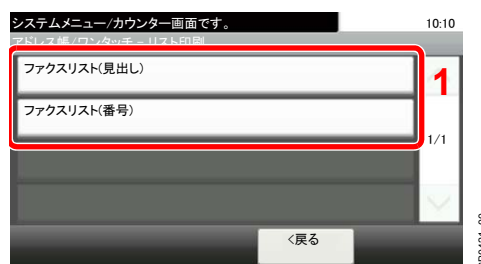 システムメニュー/カウンター画面です。 10:10
アドレス帳/ワンタッチ - リスト印刷
ファクスリスト(見出し)
1
ファクスリスト(番号)
1/1
<戻る